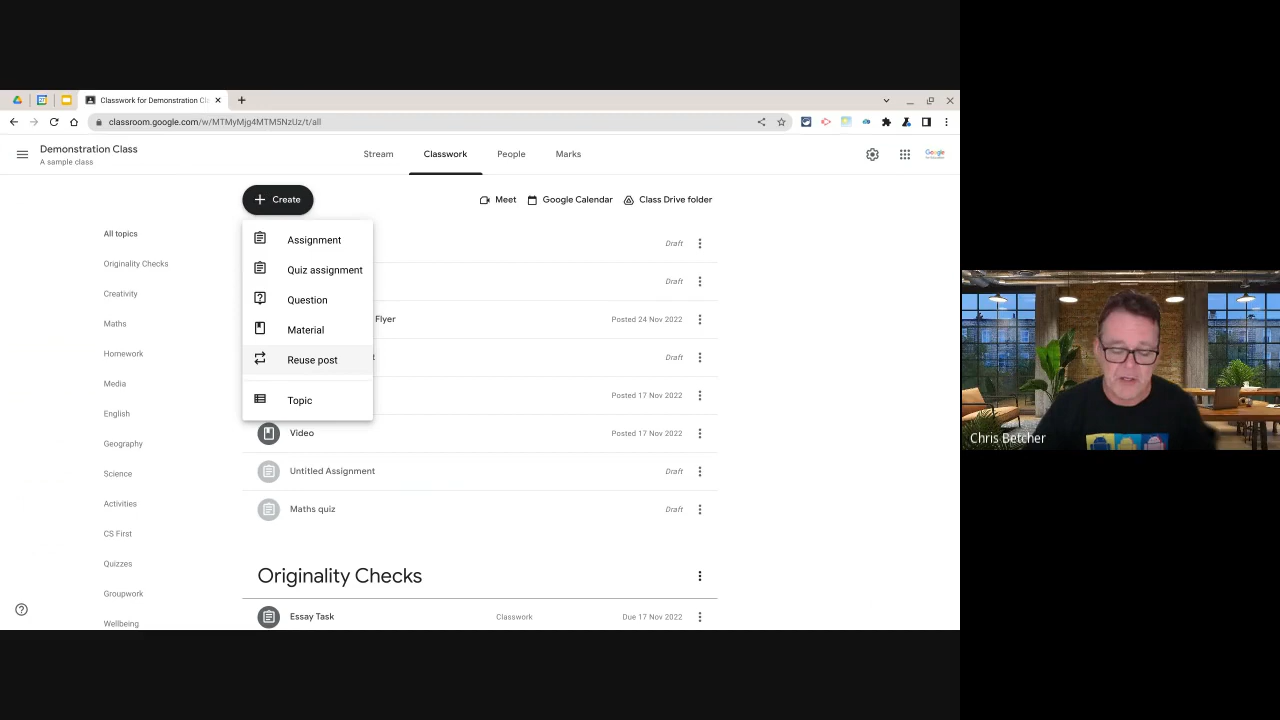 Classwork for Demonstration Cl
classroom.google.com/w/MTMyMjg4MTM5NzUz/t/all
Demonstration Class
A sample class
Stream
Classwork
People
Marks
Google
Create
Meet
Google Calendar
Class Drive folder
All topics
Originality Checks
Creativity
Maths
Homework
Media
English
Geography
Science
Activities
CS First
Quizzes
Groupwork
Wellbeing
Assignment
Quiz assignment
Question
Material
Reuse post
Topic
Draft
Draft
Flyer
Posted 24 Nov 2022
Draft
Posted 17 Nov 2022
Video
Posted 17 Nov 2022
Untitled Assignment
Draft
Maths quiz
Draft
Originality Checks
Essay Task
Classwork
Due 17 Nov 2022
Chris Betcher